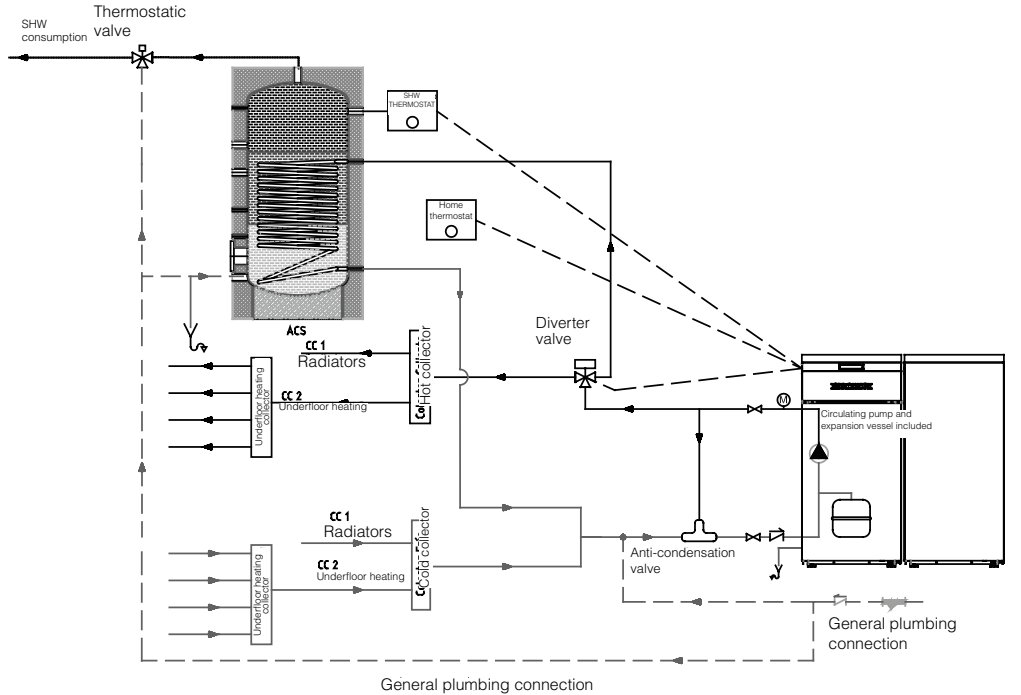 Thermostatic
valve
SHW
consumption
SHW
THERMOSTAT
Home
thermostat
Diverter
valve
ACS
CC 1
Radiators
CC 2
Underfloor heating
Underfloor heating
collector
Hot collector
M
Circulating pump and
expansion vessel included
CC 1
Radiators
CC 2
Underfloor heating
Underfloor heating
collector
Cold collector
Anti-condensation
valve
General plumbing
connection
General plumbing connection